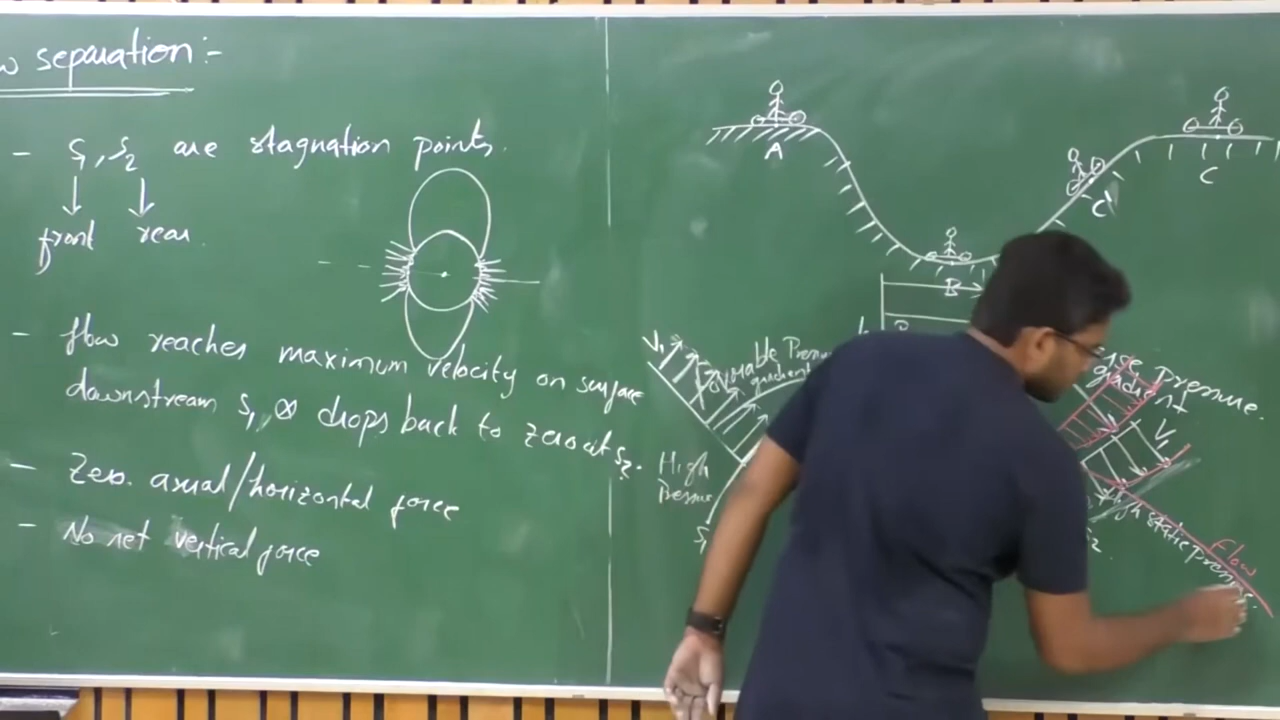 separation:-
- S1, S2 are stagnation points.
front rear
- flow reaches maximum velocity on surface
downstream S1, drops back to zero at S2.
- Zero. axial/horizontal force
- No net vertical force
A
C
C'
B
V1
Favorable Pressure
gradient
High
Pressure
S1
pressure.
gradient
High static pressure
Flow